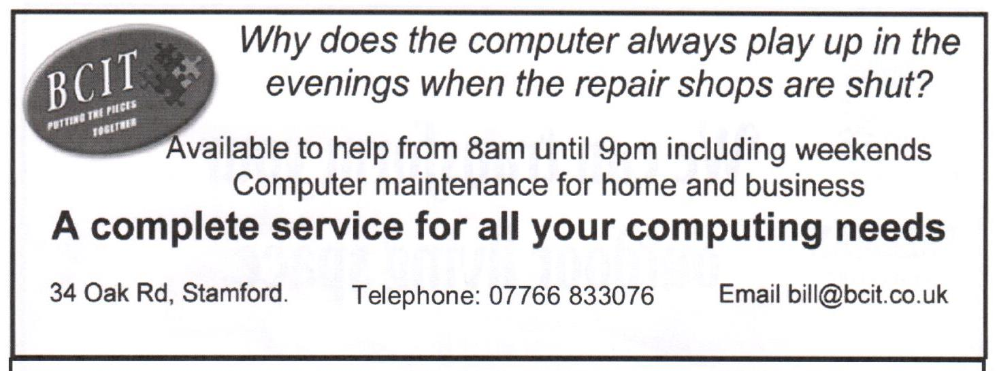 BCIT
PUTTING THE PIECES
TOGETHER
Why does the computer always play up in the
evenings when the repair shops are shut?
Available to help from 8am until 9pm including weekends
Computer maintenance for home and business
A complete service for all your computing needs
34 Oak Rd, Stamford.
Telephone: 07766 833076
Email bill@bcit.co.uk